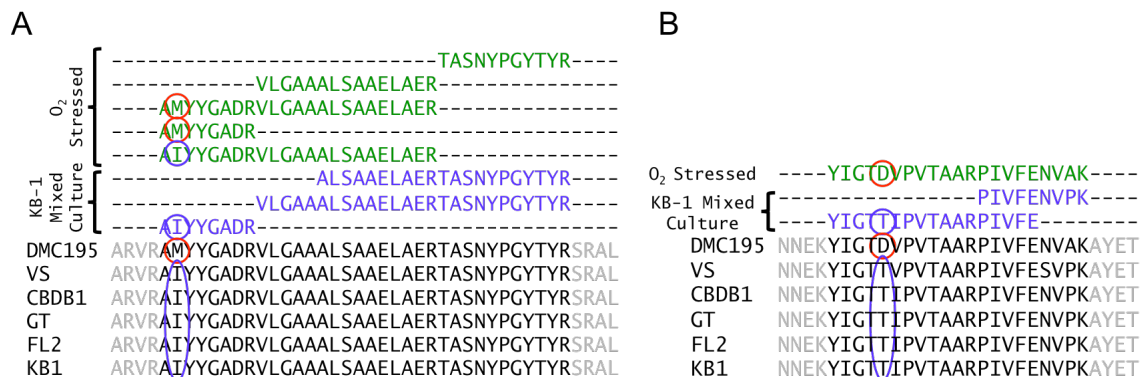 A
O2 Stressed
---------------------------TASNYPGYTYR----
------------VLGAAALSAAELAER---------------
----AMYYGADRVLGAAALSAAELAER---------------
----AMYYGADR------------------------------
----AIYYGADRVLGAAALSAAELAER---------------
KB-1 Mixed Culture
-----------------ALSAAELAERTASNYPGYTYR----
------------VLGAAALSAAELAERTASNYPGYTYR----
----AIYYGADR------------------------------
DMC195 ARVRAMYYGADRVLGAAALSAAELAERTASNYPGYTYRSRAL
VS ARVRAIYYGADRVLGAAALSAAELAERTASNYPGYTYRSRAL
CBDB1 ARVRAIYYGADRVLGAAALSAAELAERTASNYPGYTYRSRAL
GT ARVRAIYYGADRVLGAAALSAAELAERTASNYPGYTYRSRAL
FL2 ARVRAIYYGADRVLGAAALSAAELAERTASNYPGYTYRSRAL
KB1 ARVRAIYYGADRVLGAAALSAAELAERTASNYPGYTYRSRAL
B
O2 Stressed ----YIGTDVPVTAARPIVFENVAK----
KB-1 Mixed Culture
----------------PIVFENVPK----
----YIGTTIPVTAARPIVFE--------
DMC195 NNEKYIGTDVPVTAARPIVFENVAKAYET
VS NNEKYIGTTIPVTAARPIVFESVPKAYET
CBDB1 NNEKYIGTTIPVTAARPIVFENVPKAYET
GT NNEKYIGTTIPVTAARPIVFENVPKAYET
FL2 NNEKYIGTTIPVTAARPIVFENVPKAYET
KB1 NNEKYIGTTIPVTAARPIVFENVPKAYET